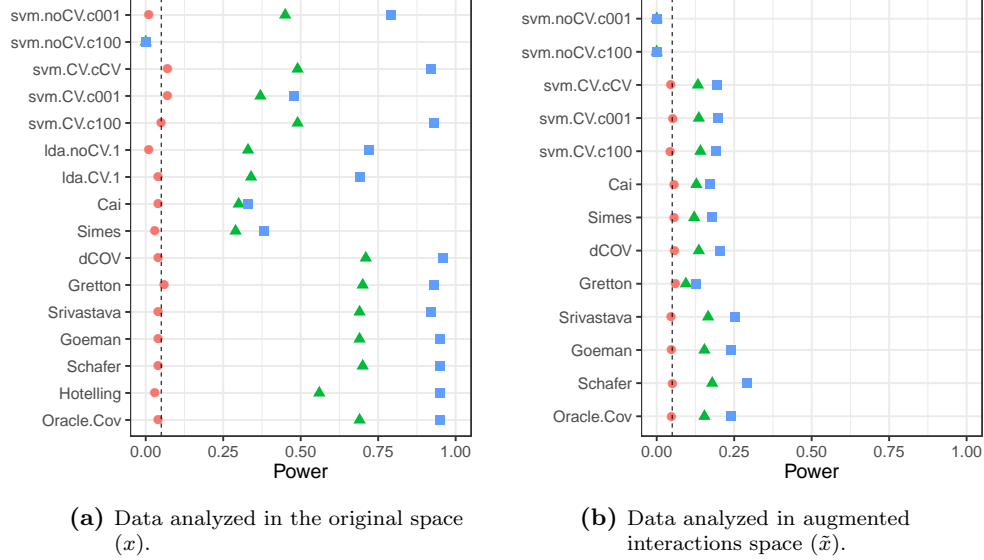 svm.noCV.c001
svm.noCV.c100
svm.CV.cCV
svm.CV.c001
svm.CV.c100
lda.noCV.1
lda.CV.1
Cai
Simes
dCOV
Gretton
Srivastava
Goeman
Schafer
Hotelling
Oracle.Cov
0.00 0.25 0.50 0.75 1.00
Power
(a) Data analyzed in the original space
(x).
svm.noCV.c001
svm.noCV.c100
svm.CV.cCV
svm.CV.c001
svm.CV.c100
Cai
Simes
dCOV
Gretton
Srivastava
Goeman
Schafer
Oracle.Cov
0.00 0.25 0.50 0.75 1.00
Power
(b) Data analyzed in augmented
interactions space (x̃).